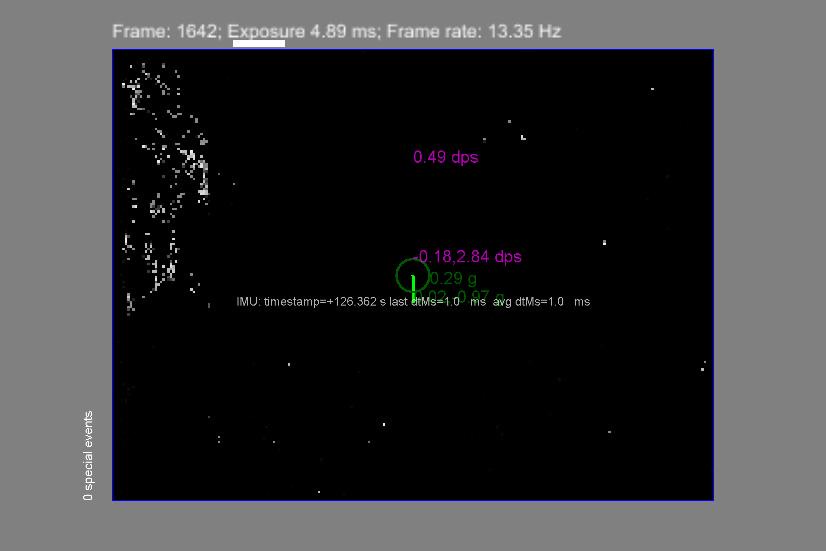 Frame: 1642; Exposure 4.89 ms; Frame rate: 13.35 Hz
0.49 dps
-0.18,2.84 dps
0.29 g
IMU: timestamp=+126.362 s last dtMs=1.0 ms avg dtMs=1.0 ms
0 special events